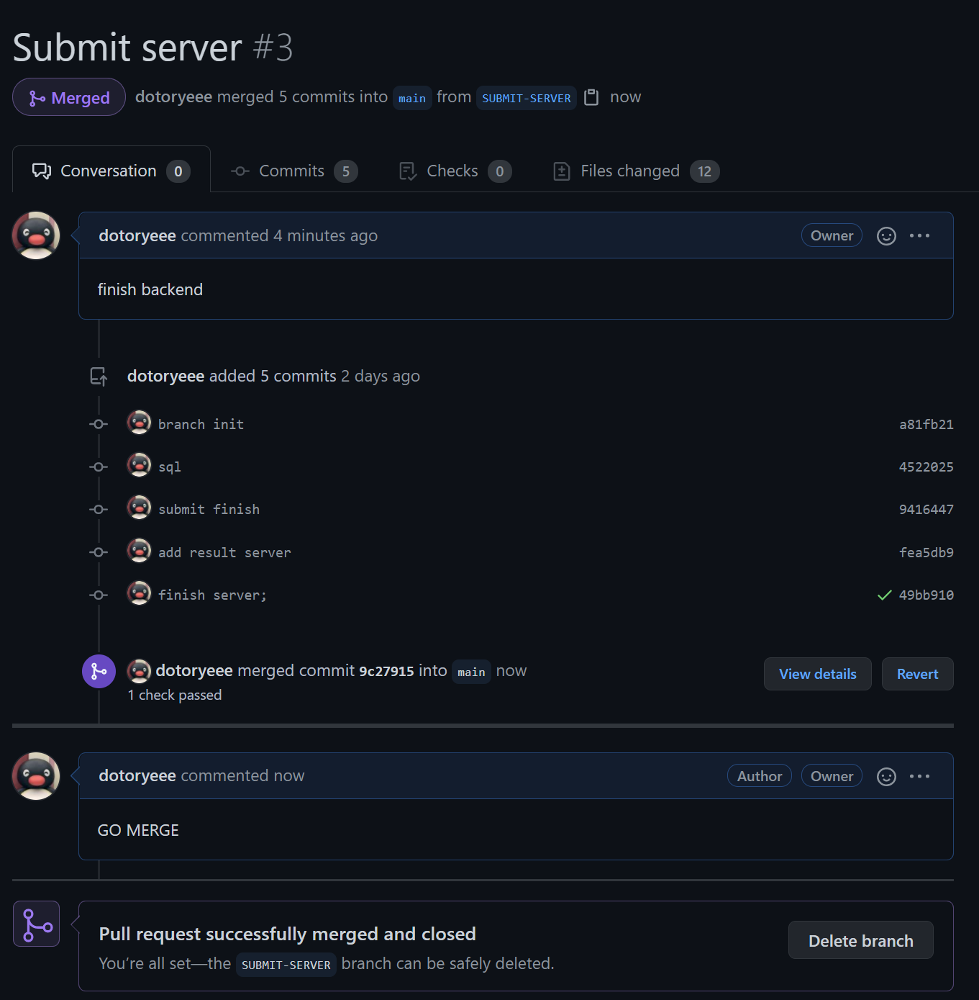 Submit server #3
Merged dotoryeee merged 5 commits into main from SUBMIT-SERVER now
Conversation 0 Commits 5 Checks 0 Files changed 12
dotoryeee commented 4 minutes ago Owner
finish backend
dotoryeee added 5 commits 2 days ago
branch init a81fb21
sql 4522025
submit finish 9416447
add result server fea5db9
finish server; 49bb910
dotoryeee merged commit 9c27915 into main now View details Revert
1 check passed
dotoryeee commented now Author Owner
GO MERGE
Pull request successfully merged and closed
You’re all set—the SUBMIT-SERVER branch can be safely deleted. Delete branch